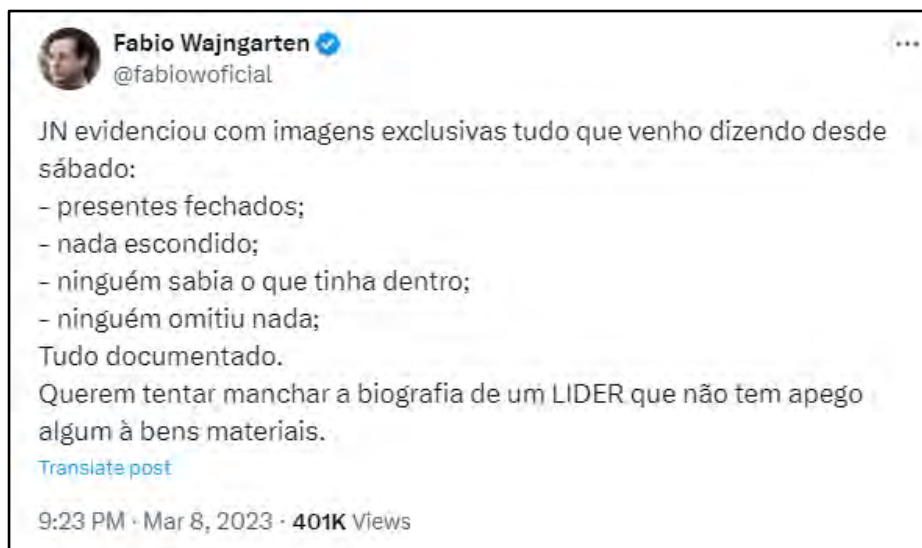 Fabio Wajngarten
@fabiowoficial
JN evidenciou com imagens exclusivas tudo que venho dizendo desde
sábado:
- presentes fechados;
- nada escondido;
- ninguém sabia o que tinha dentro;
- ninguém omitiu nada;
Tudo documentado.
Querem tentar manchar a biografia de um LIDER que não tem apego
algum à bens materiais.
Translate post
9:23 PM · Mar 8, 2023 · 401K Views